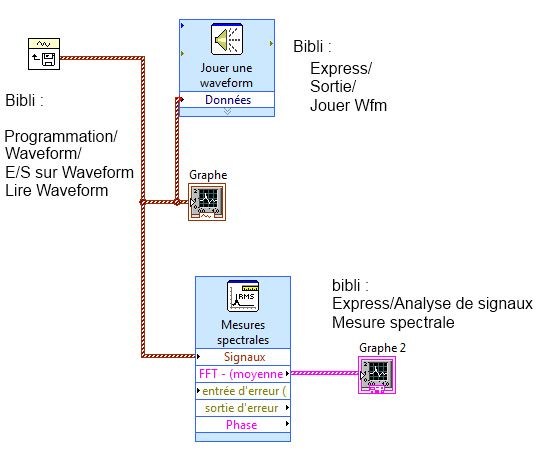 Bibli :
Programmation/
Waveform/
E/S sur Waveform
Lire Waveform
Jouer une
waveform
Données
Bibli :
Express/
Sortie/
Jouer Wfm
Graphe
RMS
Mesures
spectrales
Signaux
FFT - (moyenne
entrée d'erreur (
sortie d'erreur
Phase
bibli :
Express/Analyse de signaux
Mesure spectrale
Graphe 2